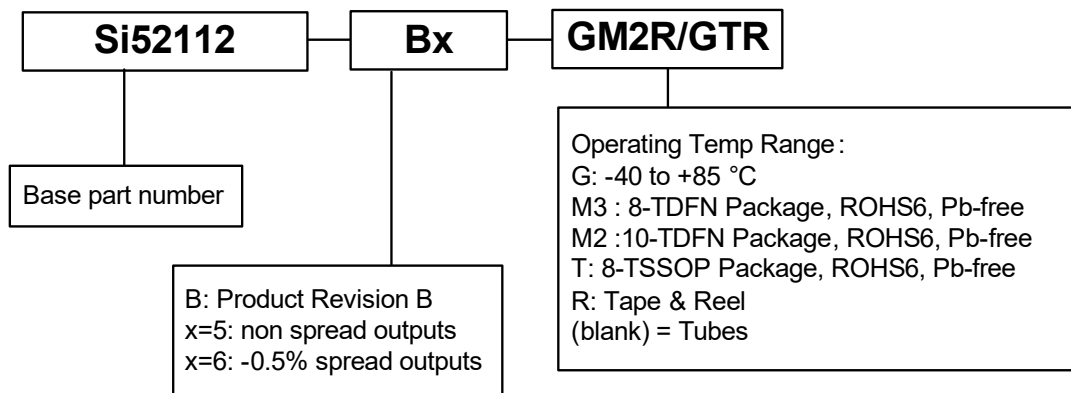 Si52112
Bx
GM2R/GTR
Base part number
B: Product Revision B
x=5: non spread outputs
x=6: -0.5% spread outputs
Operating Temp Range:
G: -40 to +85 °C
M3 : 8-TDFN Package, ROHS6, Pb-free
M2 :10-TDFN Package, ROHS6, Pb-free
T: 8-TSSOP Package, ROHS6, Pb-free
R: Tape & Reel
(blank) = Tubes